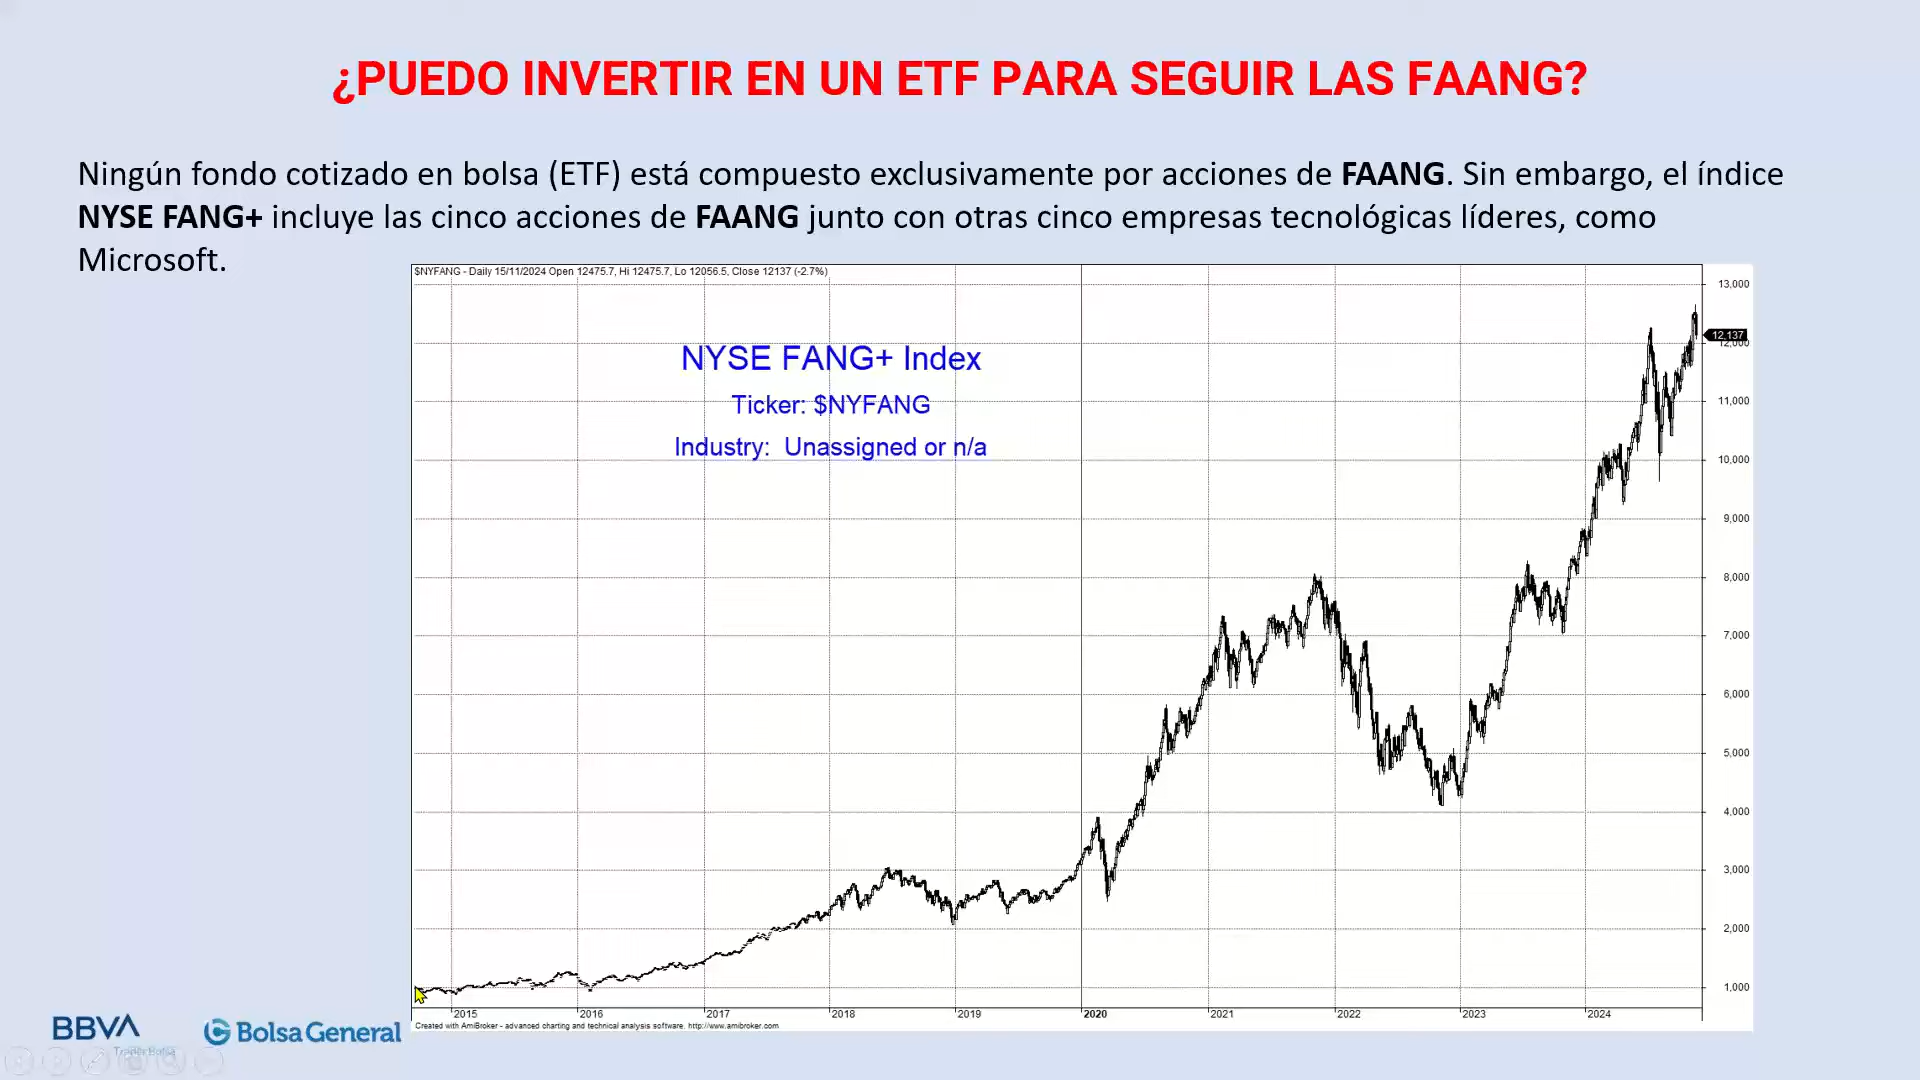 ¿PUEDO INVERTIR EN UN ETF PARA SEGUIR LAS FAANG?
Ningún fondo cotizado en bolsa (ETF) está compuesto exclusivamente por acciones de FAANG. Sin embargo, el índice
NYSE FANG+ incluye las cinco acciones de FAANG junto con otras cinco empresas tecnológicas líderes, como
Microsoft.
$NYFANG - Daily 15/11/2024 Open 12475.7, Hi 12475.7, Lo 12056.5, Close 12137 (-2.7%)
NYSE FANG+ Index
Ticker: $NYFANG
Industry: Unassigned or n/a
13,000
12,137
12,000
11,000
10,000
9,000
8,000
7,000
6,000
5,000
4,000
3,000
2,000
1,000
2015 2016 2017 2018 2019 2020 2021 2022 2023 2024
Created with AmiBroker - advanced charting and technical analysis software. http://www.amibroker.com
BBVA
Trader Bolsa
Bolsa General